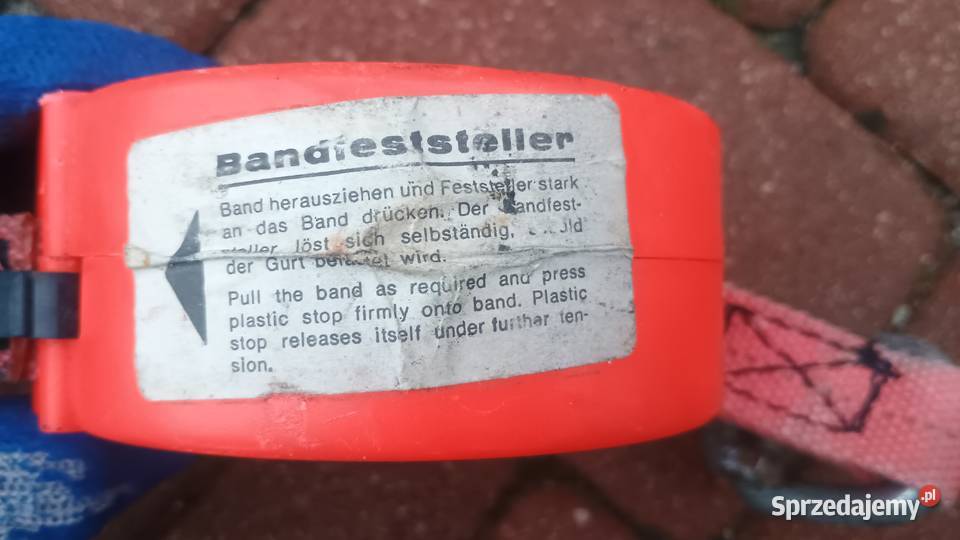 Bandfeststeller
Band herausziehen und Feststeller stark
an das Band drücken. Der Bandfest-
steller löst sich selbständig,
der Gurt belastet wird.
Pull the band as required and press
plastic stop firmly onto band. Plastic
stop releases itself under further ten-
sion.
Sprzedajemy.pl